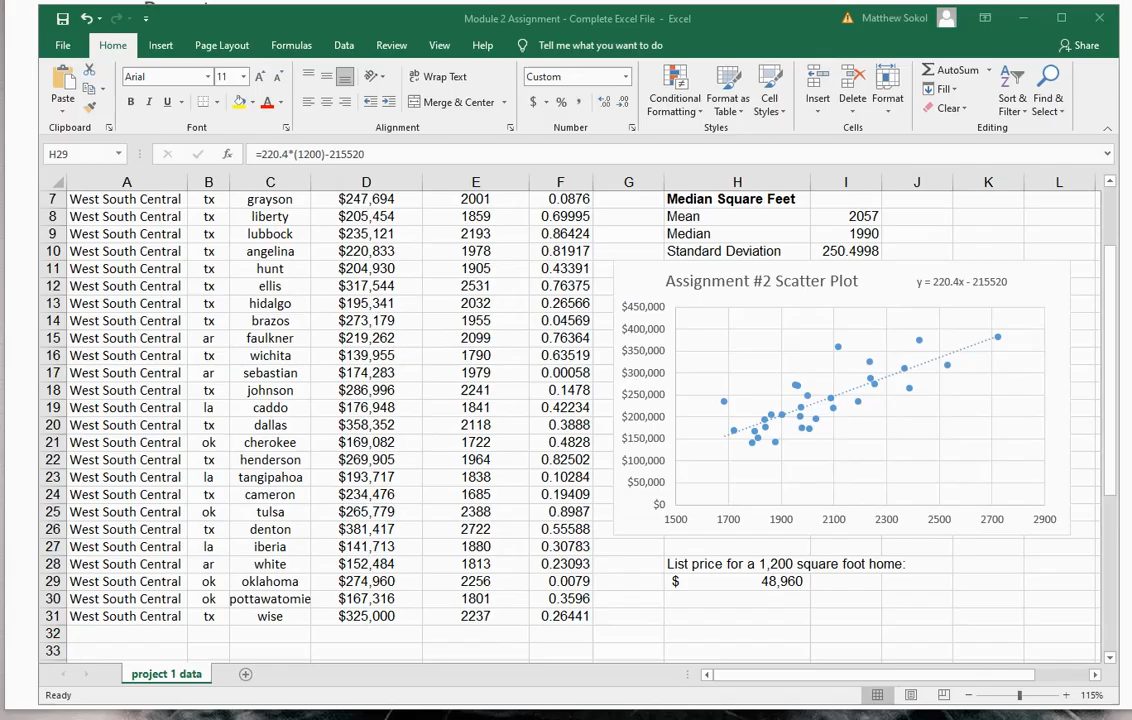 Module 2 Assignment - Complete Excel File - Excel
Matthew Sokol
File Home Insert Page Layout Formulas Data Review View Help Tell me what you want to do Share
Arial 11 Wrap Text Custom AutoSum
Paste B I U Merge & Center $ % , Conditional Formatting Format as Table Cell Styles Insert Delete Format Fill Clear Sort & Filter Find & Select
Clipboard Font Alignment Number Styles Cells Editing
H29 fx =220.4*(1200)-215520
A B C D E F G H I J K L
7 West South Central tx grayson $247,694 2001 0.0876 Median Square Feet
8 West South Central tx liberty $205,454 1859 0.69995 Mean 2057
9 West South Central tx lubbock $235,121 2193 0.86424 Median 1990
10 West South Central tx angelina $220,833 1978 0.81917 Standard Deviation 250.4998
11 West South Central tx hunt $204,930 1905 0.43391
12 West South Central tx ellis $317,544 2531 0.76375
13 West South Central tx hidalgo $195,341 2032 0.26566
14 West South Central tx brazos $273,179 1955 0.04569
15 West South Central ar faulkner $219,262 2099 0.76364
16 West South Central tx wichita $139,955 1790 0.63519
17 West South Central ar sebastian $174,283 1979 0.00058
18 West South Central tx johnson $286,996 2241 0.1478
19 West South Central la caddo $176,948 1841 0.42234
20 West South Central tx dallas $358,352 2118 0.3888
21 West South Central ok cherokee $169,082 1722 0.4828
22 West South Central tx henderson $269,905 1964 0.82502
23 West South Central la tangipahoa $193,717 1838 0.10284
24 West South Central tx cameron $234,476 1685 0.19409
25 West South Central ok tulsa $265,779 2388 0.8987
26 West South Central tx denton $381,417 2722 0.55588
27 West South Central la iberia $141,713 1880 0.30783
28 West South Central ar white $152,484 1813 0.23093 List price for a 1,200 square foot home:
29 West South Central ok oklahoma $274,960 2256 0.0079 $ 48,960
30 West South Central ok pottawatomie $167,316 1801 0.3596
31 West South Central tx wise $325,000 2237 0.26441
32
33
Assignment #2 Scatter Plot y = 220.4x - 215520
$450,000
$400,000
$350,000
$300,000
$250,000
$200,000
$150,000
$100,000
$50,000
$0
1500 1700 1900 2100 2300 2500 2700 2900
project 1 data
Ready 115%